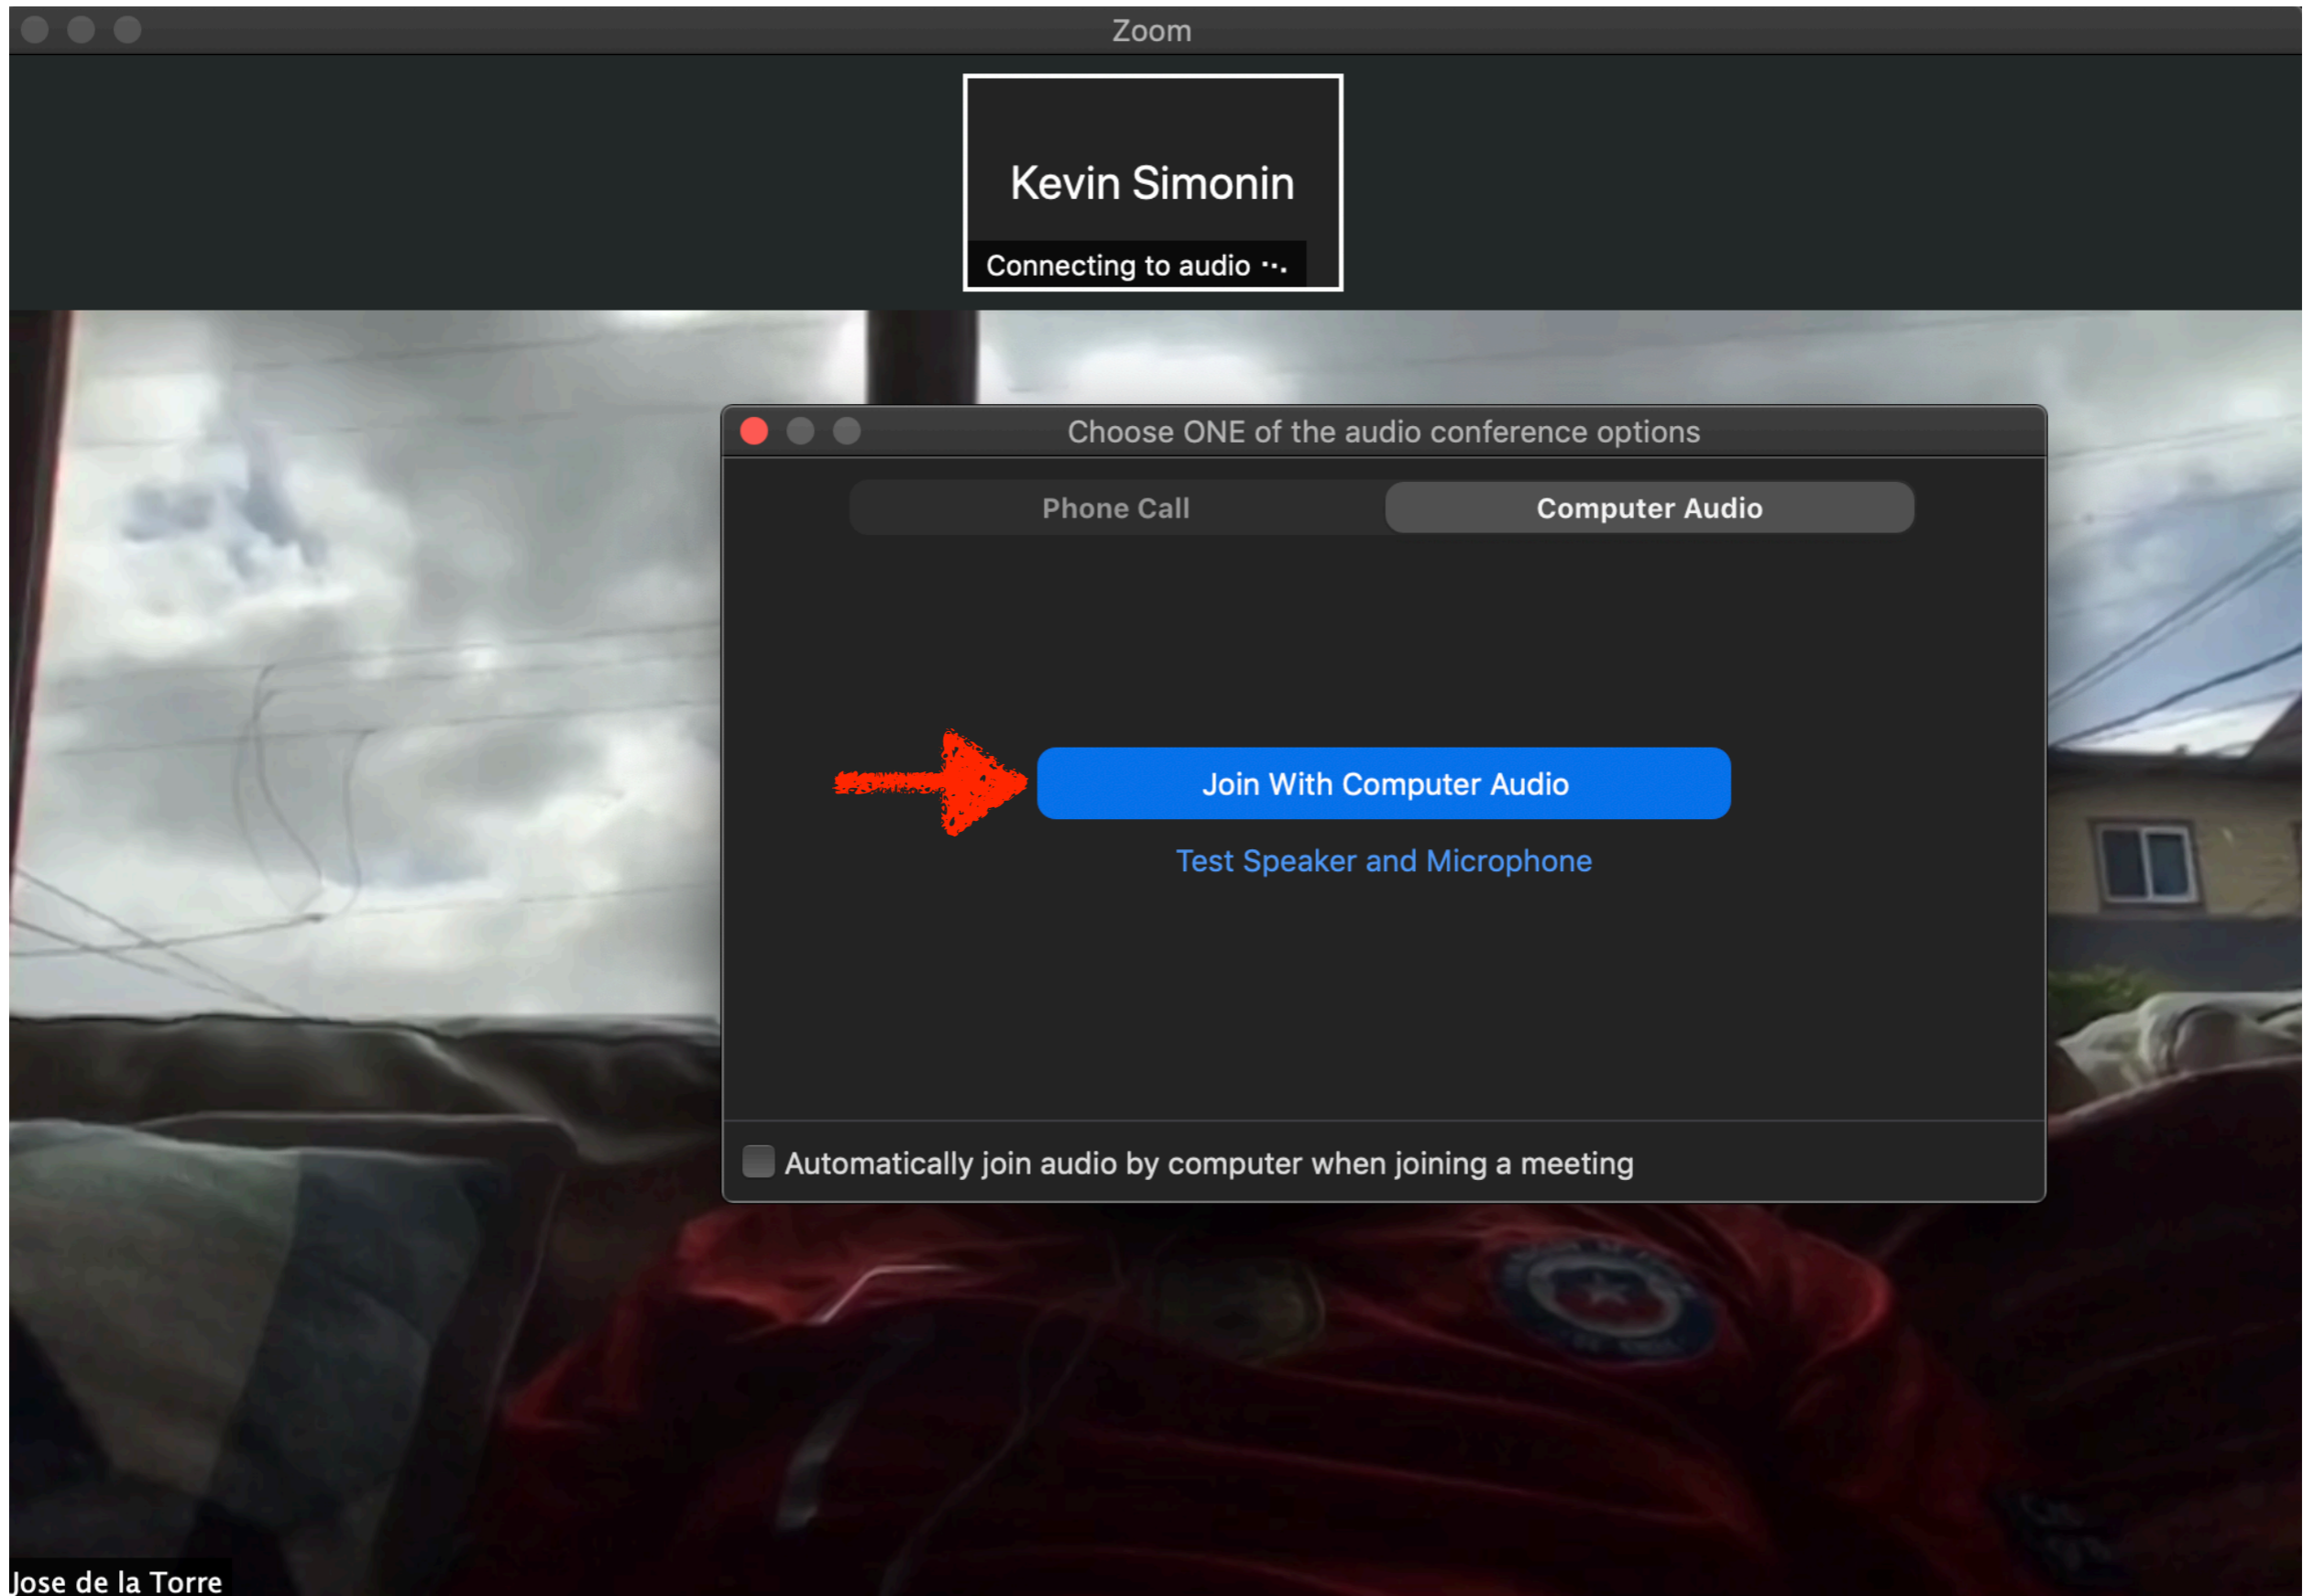 Zoom
Kevin Simonin
Connecting to audio
Choose ONE of the audio conference options
Phone Call
Computer Audio
Join With Computer Audio
Test Speaker and Microphone
Automatically join audio by computer when joining a meeting
Jose de la Torre